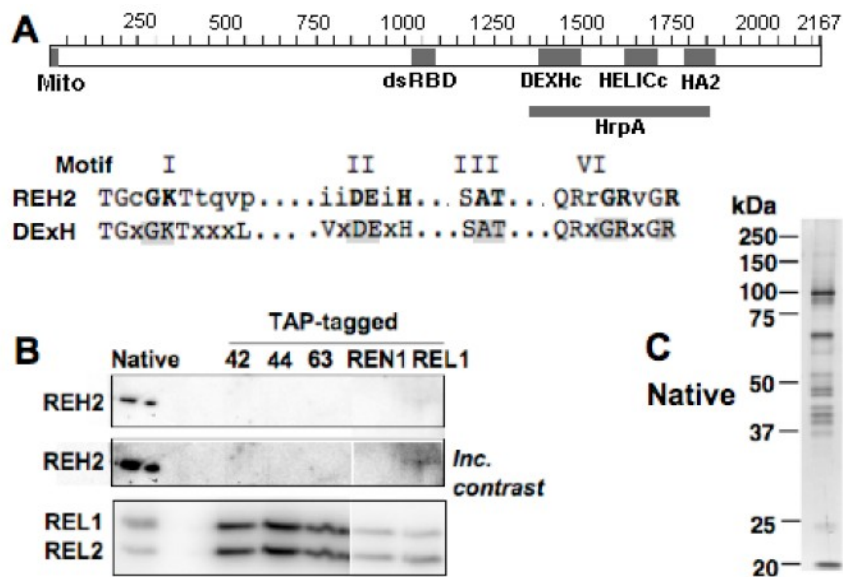 A
250 500 750 1000 1250 1500 1750 2000 2167
Mito dsRBD DEXHc HELICc HA2
HrpA
Motif I II III VI
REH2 TGcGKTtqvp....iiDEiH...SAT...QRrGRvGR
DExH TGxGKTxxxL....VxDExH...SAT...QRxGRxGR
B
TAP-tagged
Native 42 44 63 REN1 REL1
REH2
REH2 Inc. contrast
REL1
REL2
C
Native
kDa
250
150
100
75
50
37
25
20